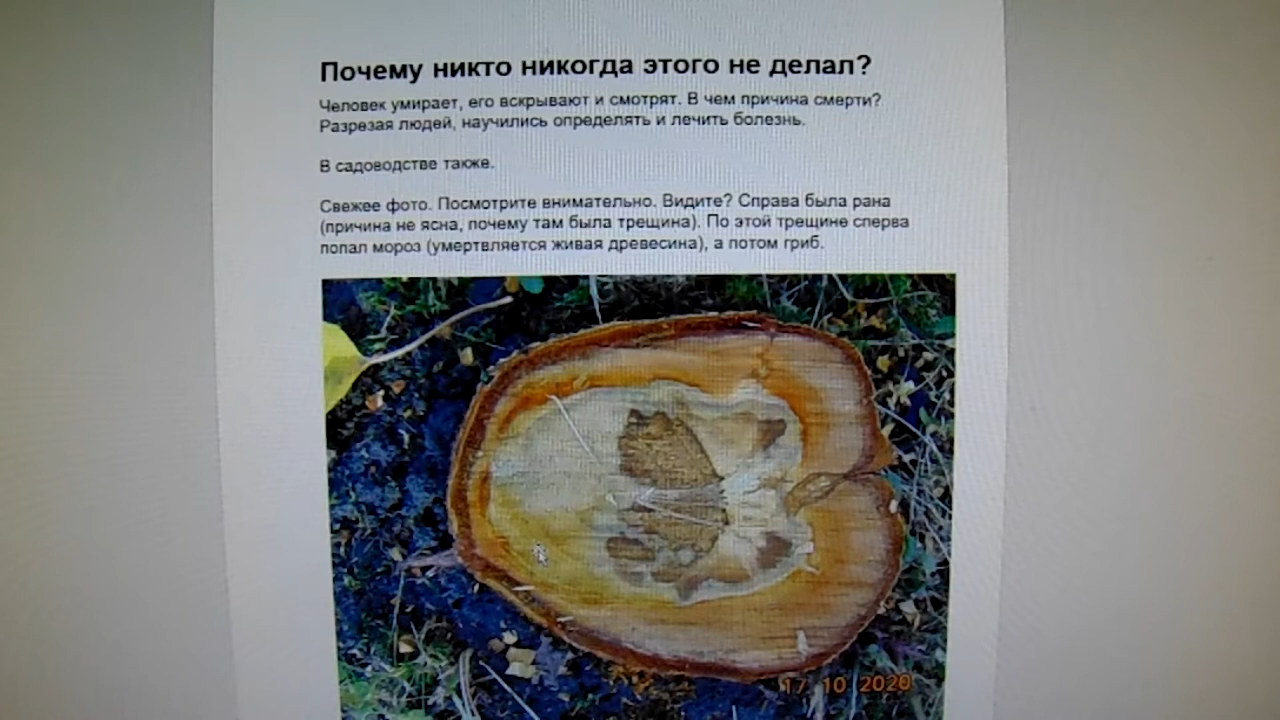 Почему никто никогда этого не делал?
Человек умирает, его вскрывают и смотрят. В чем причина смерти?
Разрезая людей, научились определять и лечить болезнь.
В садоводстве также.
Свежее фото. Посмотрите внимательно. Видите? Справа была рана
(причина не ясна, почему там была трещина). По этой трещине сперва
попал мороз (умертвляется живая древесина), а потом гриб.
17 10 2020